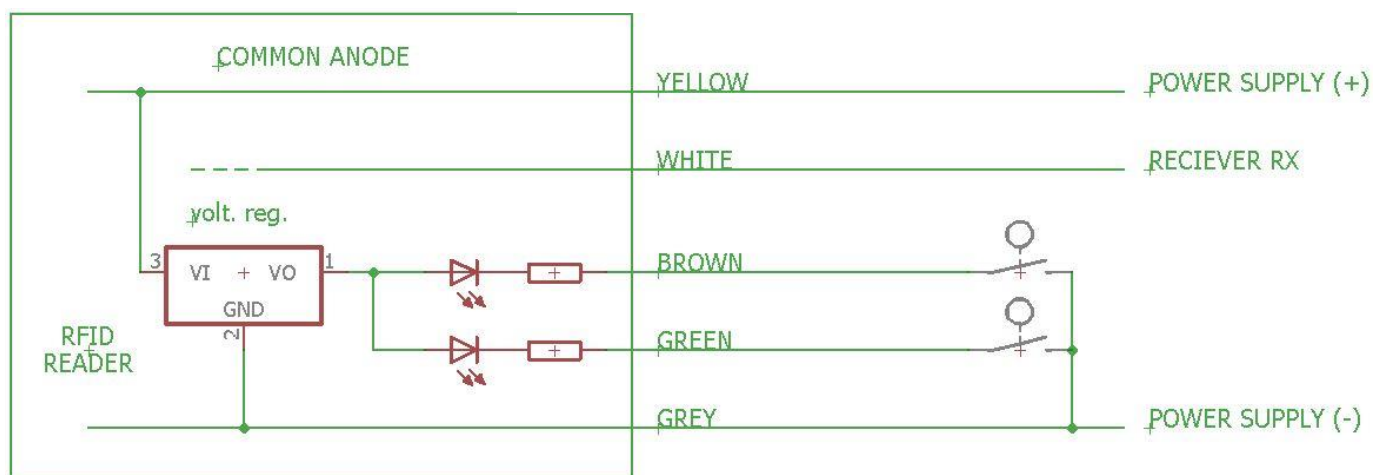 COMMON ANODE
YELLOW
POWER SUPPLY (+)
WHITE
RECIEVER RX
volt. reg.
3
VI
VO
1
GND
2
BROWN
RFID
READER
GREEN
GREY
POWER SUPPLY (-)